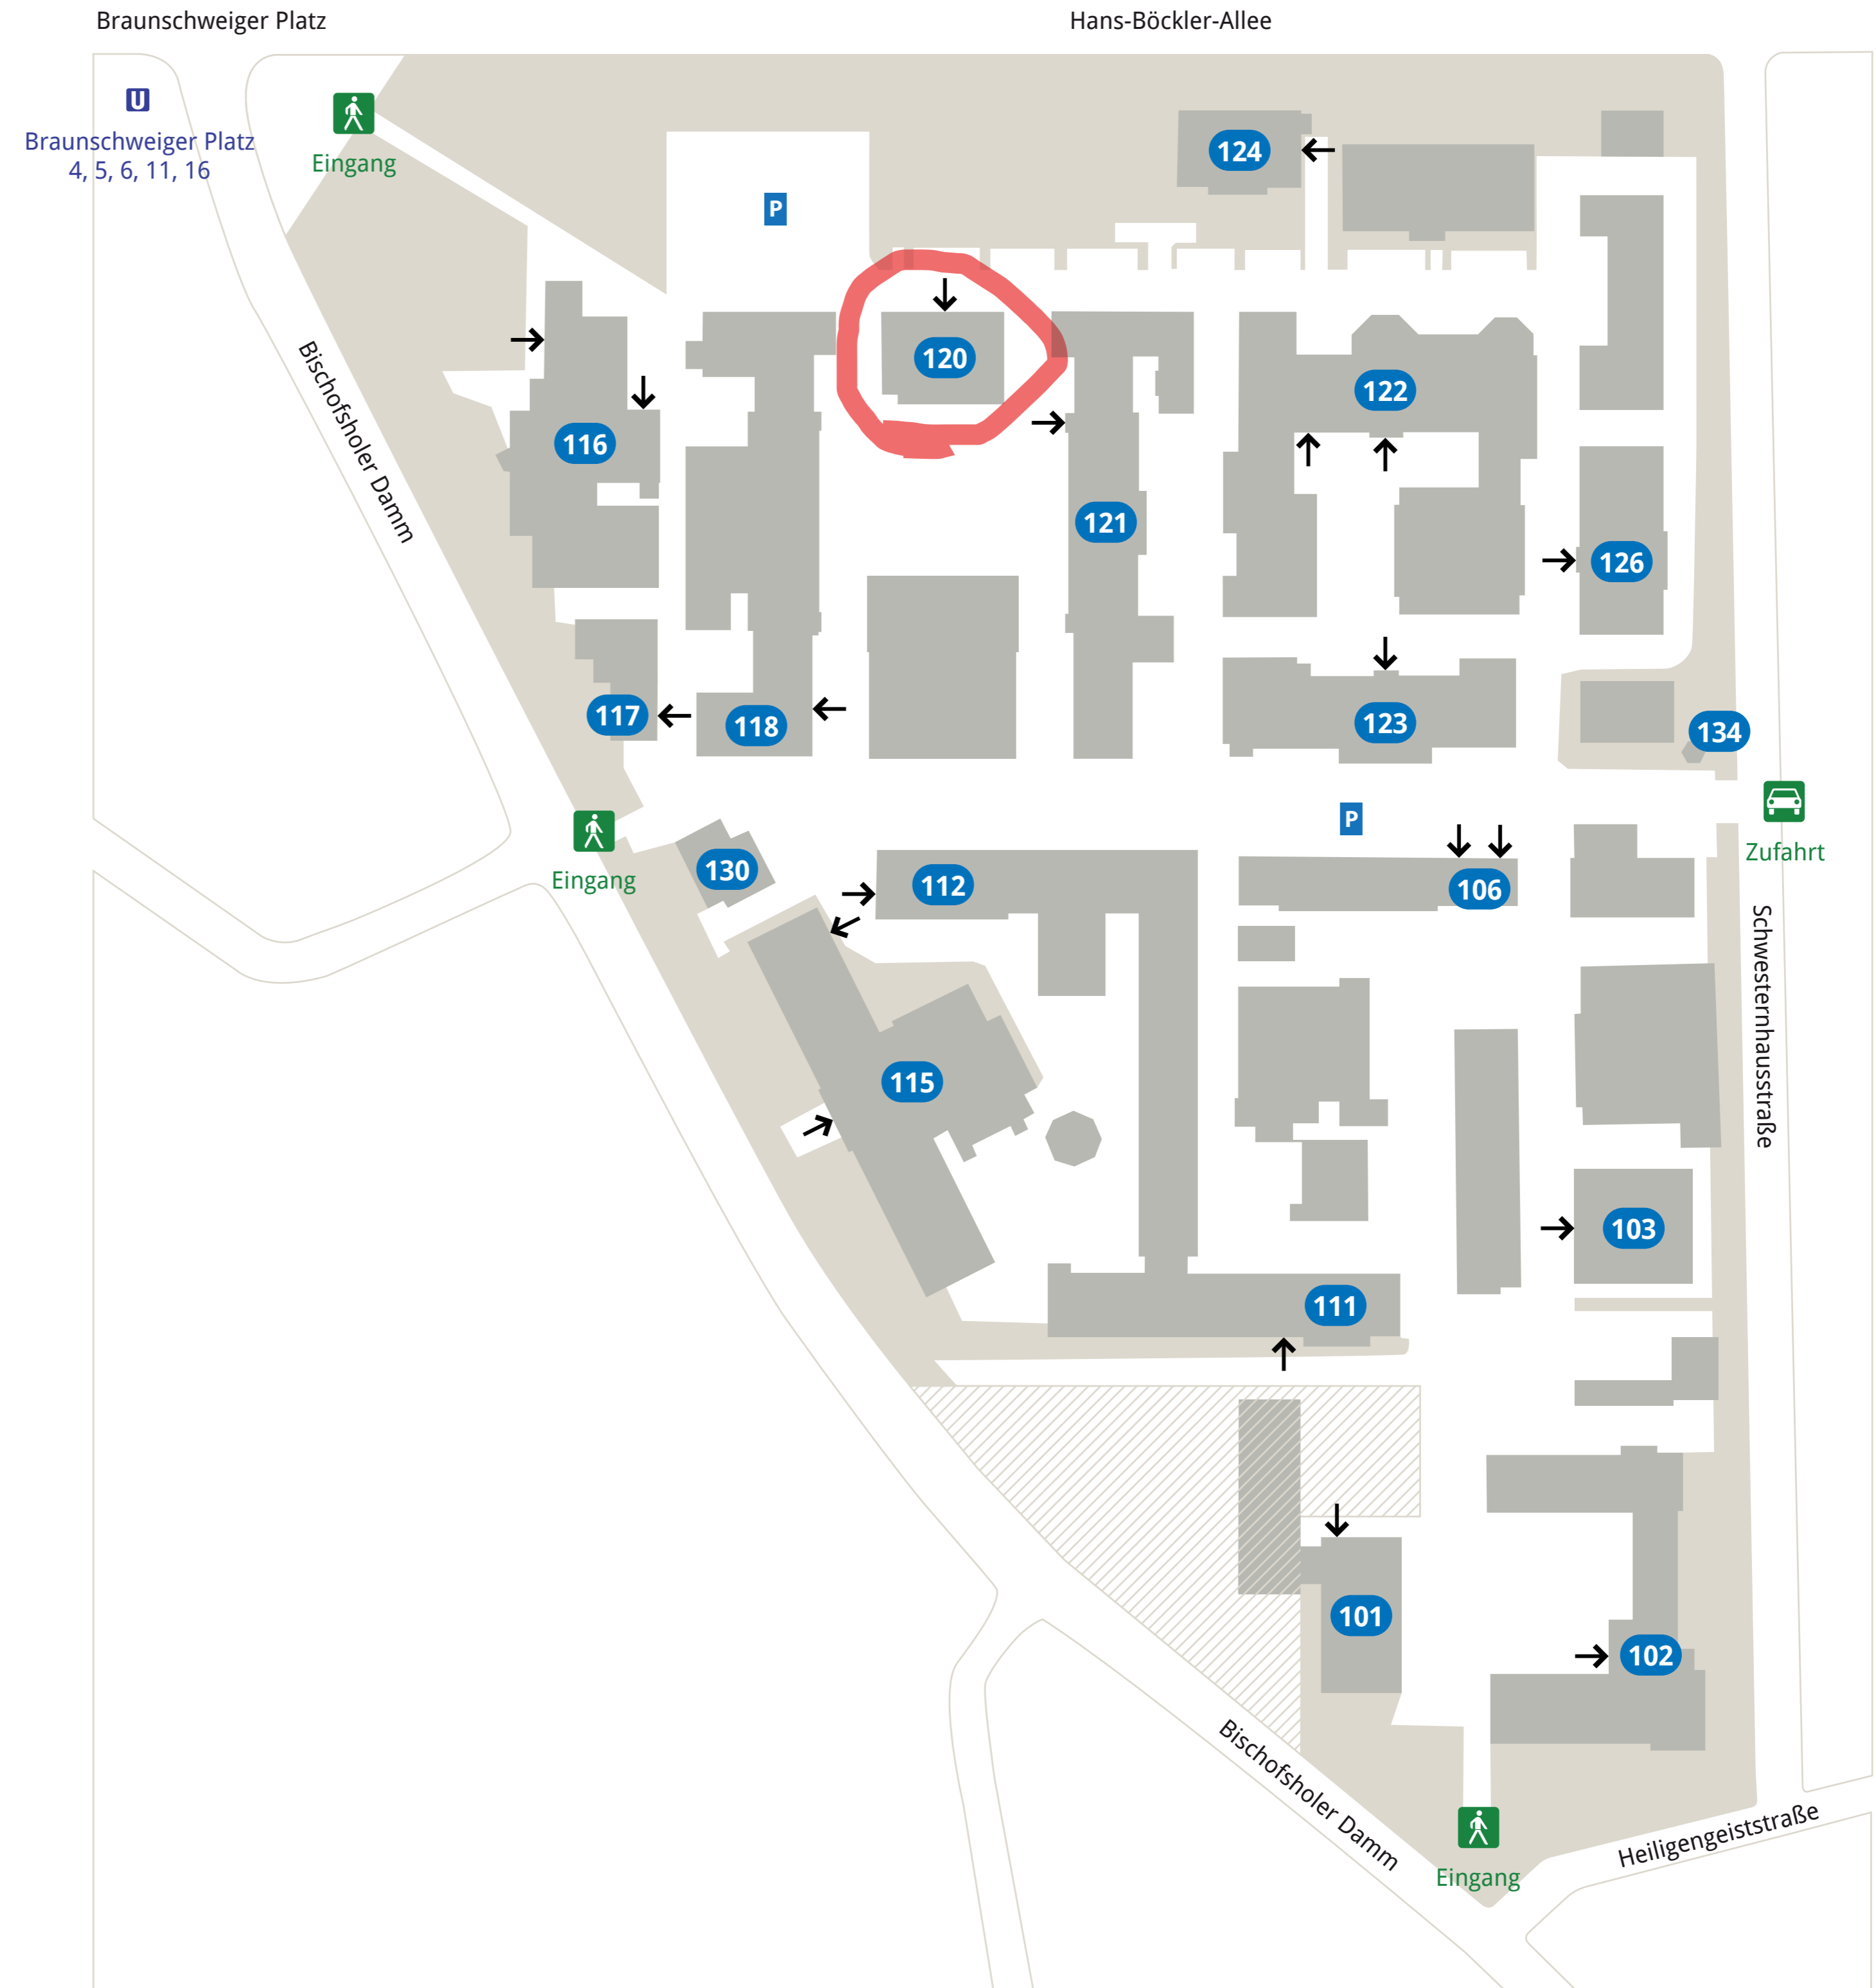 Braunschweiger Platz
Hans-Böckler-Allee
U
Braunschweiger Platz
4, 5, 6, 11, 16
Eingang
P
124
120
122
116
Bischofsholer Damm
121
126
117
118
123
134
P
Zufahrt
Eingang
130
112
106
Schwesternhausstraße
115
103
111
101
102
Bischofsholer Damm
Heiligengeiststraße
Eingang